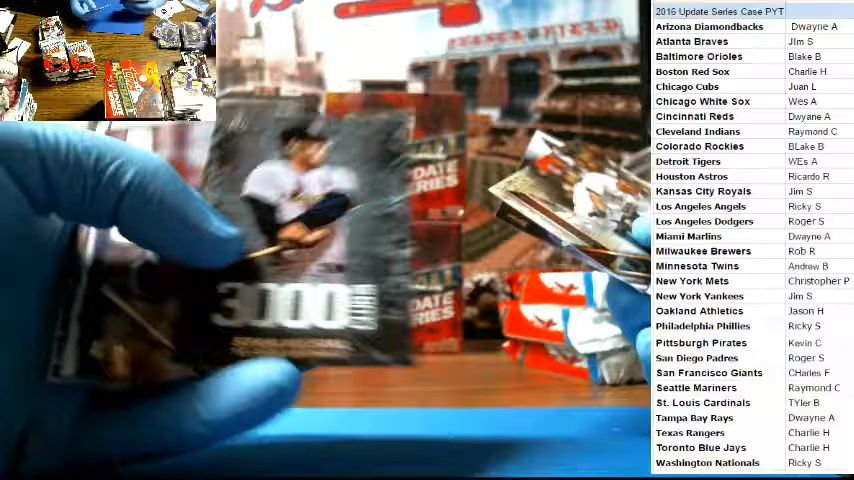 2016 Update Series Case PYT
Arizona Diamondbacks Dwayne A
Atlanta Braves JIm S
Baltimore Orioles Blake B
Boston Red Sox Charlie H
Chicago Cubs Juan L
Chicago White Sox Wes A
Cincinnati Reds Dwyane A
Cleveland Indians Raymond C
Colorado Rockies BLake B
Detroit Tigers WEs A
Houston Astros Ricardo R
Kansas City Royals Jim S
Los Angeles Angels Ricky S
Los Angeles Dodgers Roger S
Miami Marlins Dwayne A
Milwaukee Brewers Rob R
Minnesota Twins Andrew B
New York Mets Christopher P
New York Yankees Jim S
Oakland Athletics Jason H
Philadelphia Phillies Ricky S
Pittsburgh Pirates Kevin C
San Diego Padres Roger S
San Francisco Giants CHarles F
Seattle Mariners Raymond C
St. Louis Cardinals TYler B
Tampa Bay Rays Dwayne A
Texas Rangers Charlie H
Toronto Blue Jays Charlie H
Washington Nationals Ricky S
3000
DATE
ERIES
DATE
ERIES